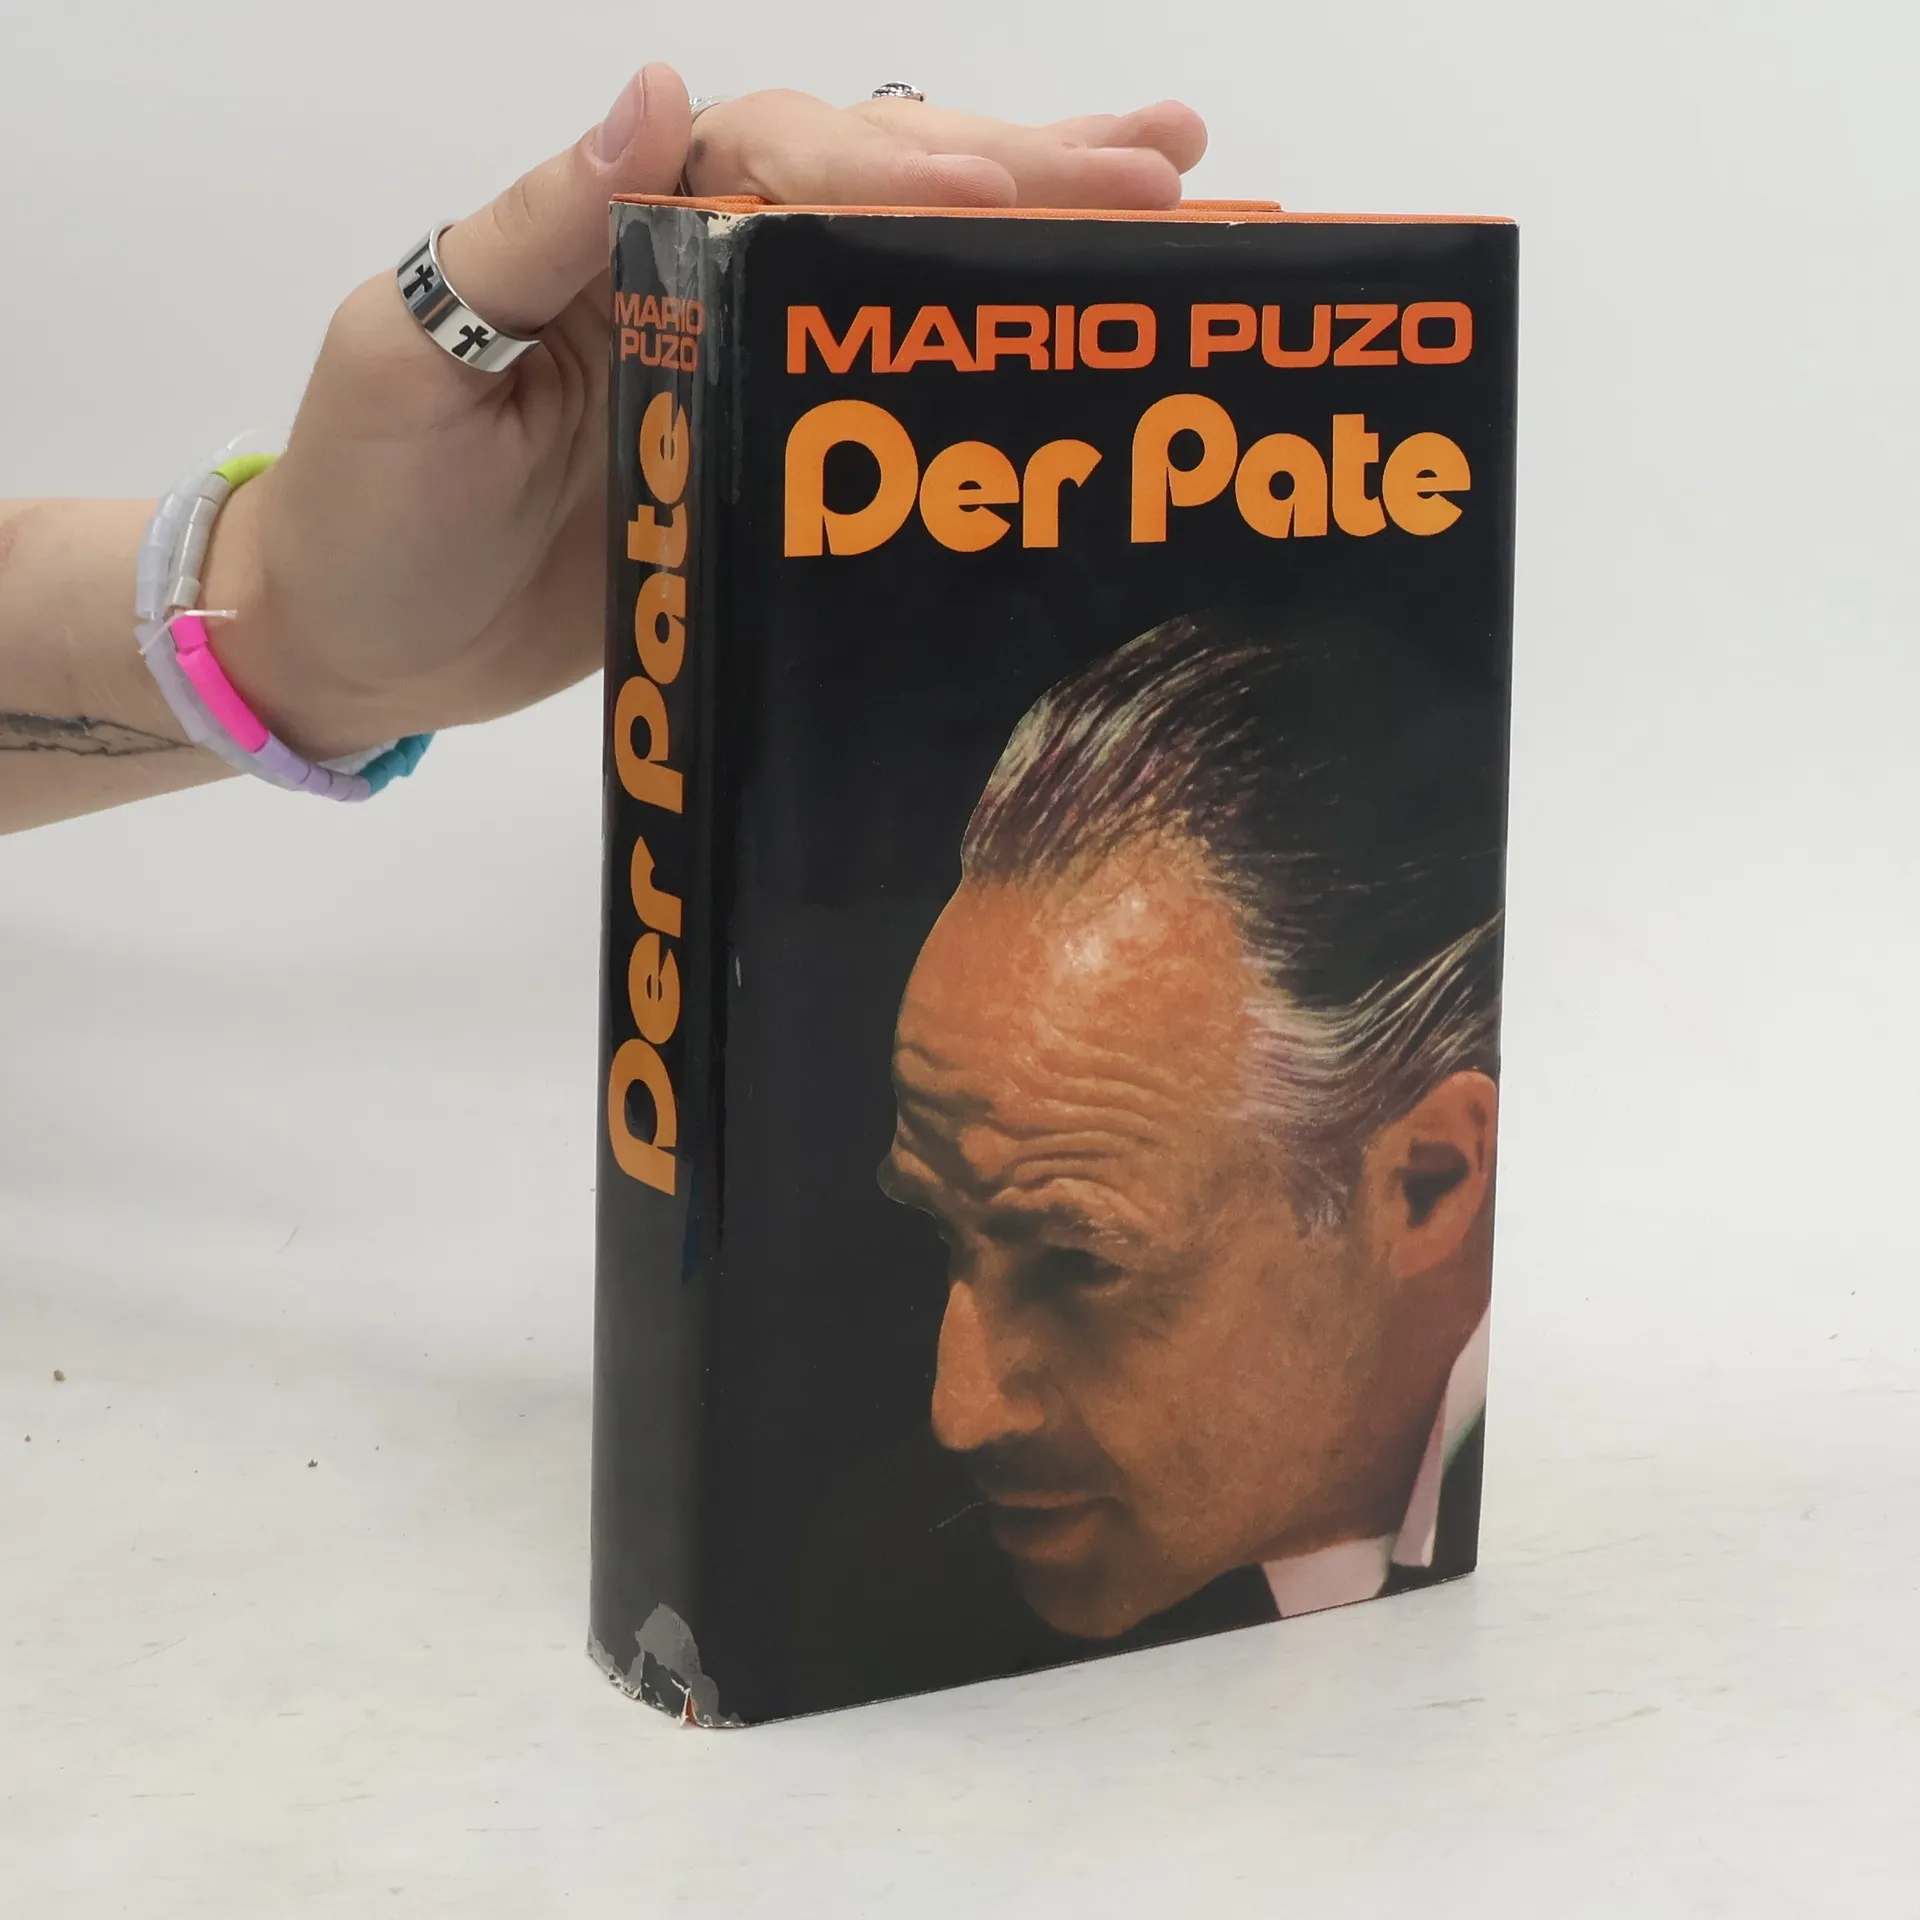 MARIO
PUZO
Der Pate
MARIO PUZO
Der Pate